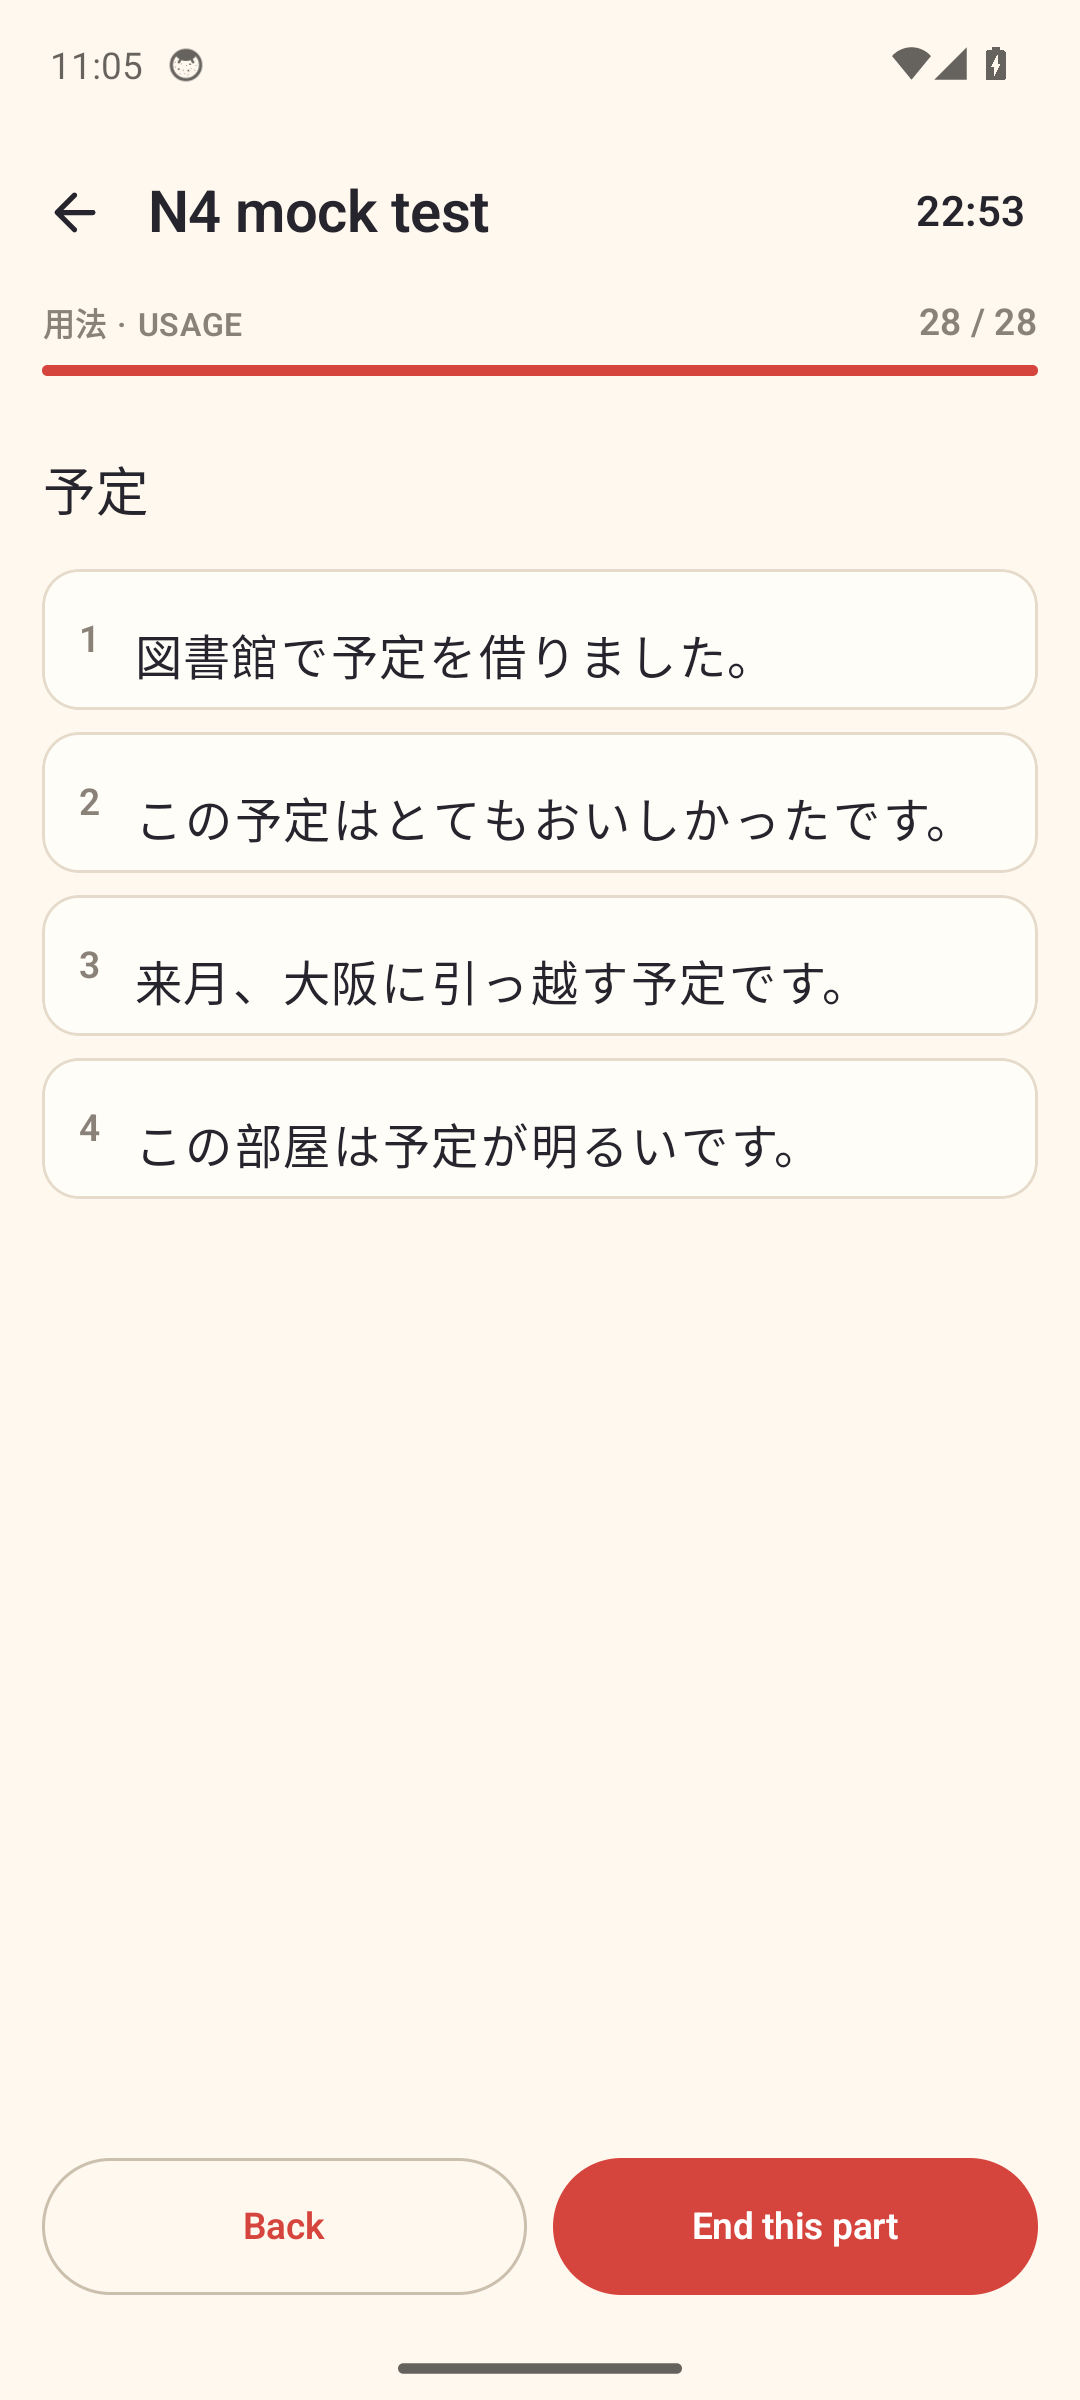 11:05
N4 mock test
22:53
用法 · USAGE
28 / 28
予定
1 図書館で予定を借りました。
2 この予定はとてもおいしかったです。
3 来月、大阪に引っ越す予定です。
4 この部屋は予定が明るいです。
Back
End this part